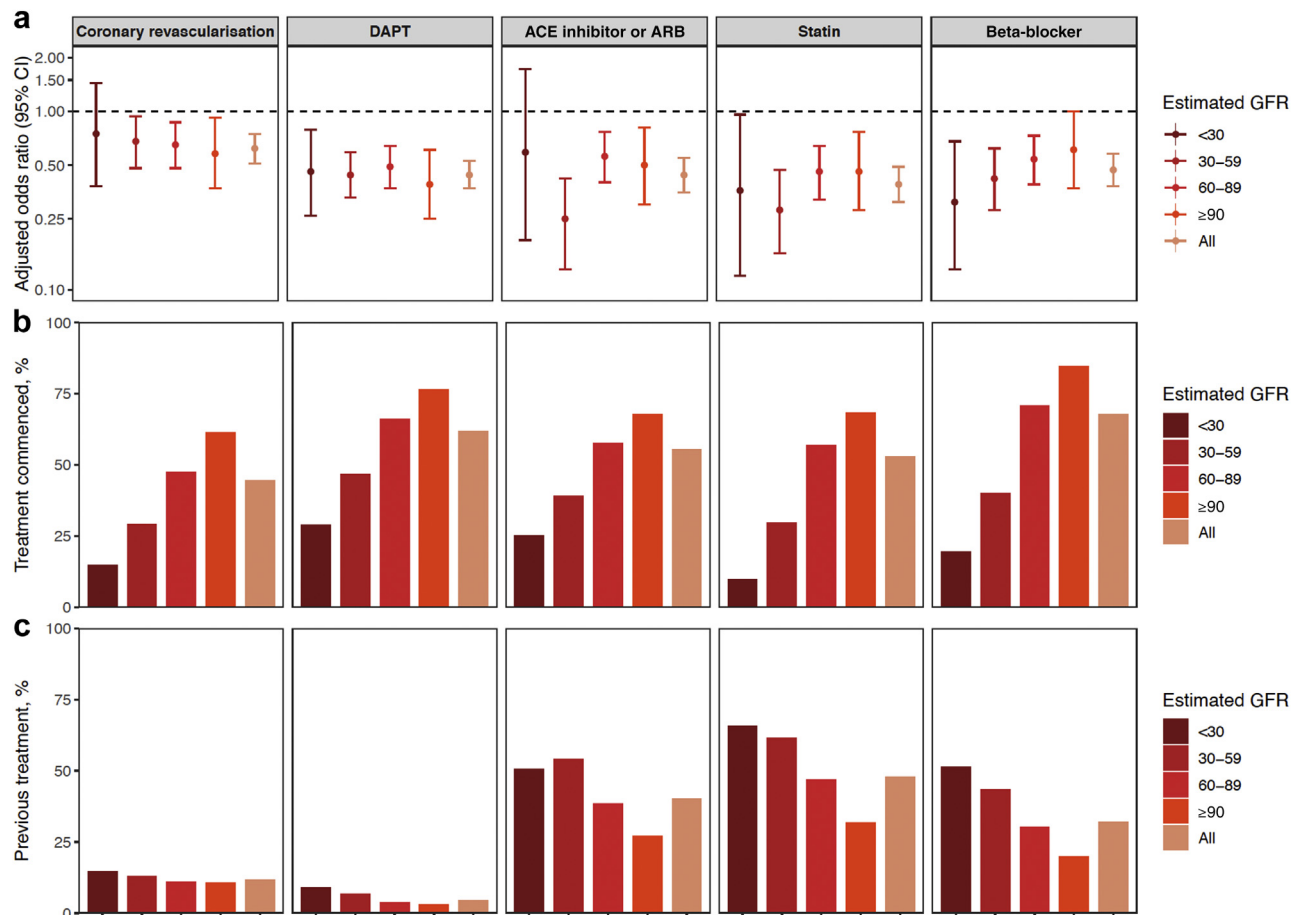 a
Coronary revascularisation
DAPT
ACE inhibitor or ARB
Statin
Beta-blocker
Adjusted odds ratio (95% CI)
2.00
1.50
1.00
0.50
0.25
0.10
Estimated GFR
<30
30–59
60–89
≥90
All
b
Treatment commenced, %
100
75
50
25
0
Estimated GFR
<30
30–59
60–89
≥90
All
c
Previous treatment, %
100
75
50
25
0
Estimated GFR
<30
30–59
60–89
≥90
All